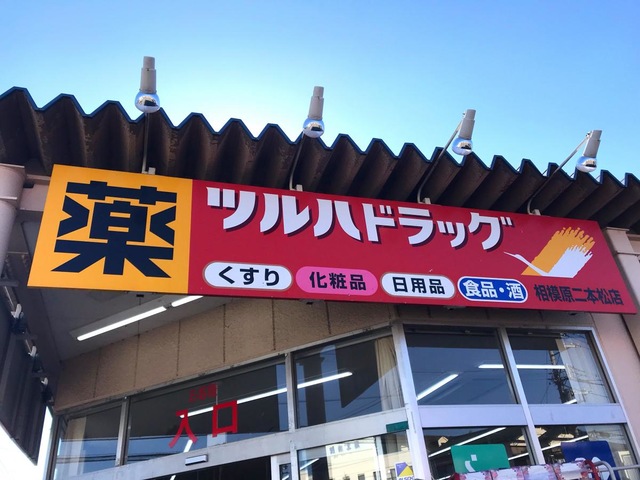 薬
ツルハドラッグ
くすり 化粧品 日用品 食品・酒 相模原二本松店
入口